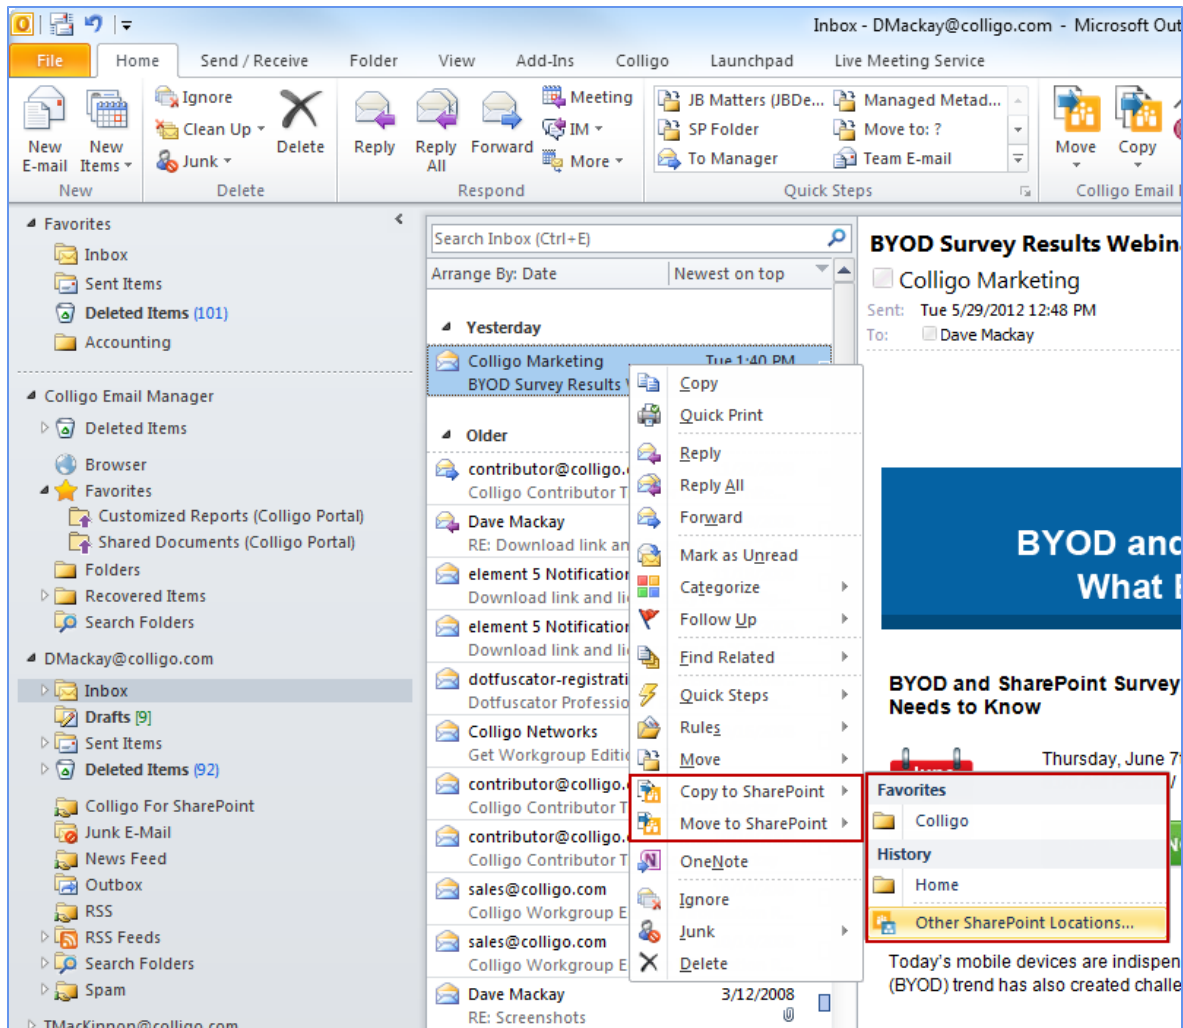 Inbox - DMackay@colligo.com - Microsoft Out
File Home Send / Receive Folder View Add-Ins Colligo Launchpad Live Meeting Service
New E-mail
New Items
New
Ignore
Clean Up
Junk
Delete
Delete
Reply
Reply All
Forward
Meeting
IM
More
Respond
JB Matters (JBDe...
SP Folder
To Manager
Managed Metad...
Move to: ?
Team E-mail
Quick Steps
Move
Copy
Colligo Email
Favorites
Inbox
Sent Items
Deleted Items (101)
Accounting
Colligo Email Manager
Deleted Items
Browser
Favorites
Customized Reports (Colligo Portal)
Shared Documents (Colligo Portal)
Folders
Recovered Items
Search Folders
DMackay@colligo.com
Inbox
Drafts [9]
Sent Items
Deleted Items (92)
Colligo For SharePoint
Junk E-Mail
News Feed
Outbox
RSS
RSS Feeds
Search Folders
Spam
TMacKinnon@colligo.com
Search Inbox (Ctrl+E)
Arrange By: Date Newest on top
Yesterday
Colligo Marketing Tue 1:40 PM
BYOD Survey Results
Older
contributor@colligo.
Colligo Contributor T
Dave Mackay
RE: Download link an
element 5 Notification
Download link and li
element 5 Notification
Download link and li
dotfuscator-registrati
Dotfuscator Professio
Colligo Networks
Get Workgroup Editio
contributor@colligo.
Colligo Contributor T
contributor@colligo.
Colligo Contributor T
sales@colligo.com
Colligo Workgroup E
sales@colligo.com
Colligo Workgroup E
Dave Mackay 3/12/2008
RE: Screenshots
Copy
Quick Print
Reply
Reply All
Forward
Mark as Unread
Categorize
Follow Up
Find Related
Quick Steps
Rules
Move
Copy to SharePoint
Move to SharePoint
OneNote
Ignore
Junk
Delete
Favorites
Colligo
History
Home
Other SharePoint Locations...
BYOD Survey Results Webin
Colligo Marketing
Sent: Tue 5/29/2012 12:48 PM
To: Dave Mackay
BYOD and
What
BYOD and SharePoint Survey
Needs to Know
Thursday, June 7
Today's mobile devices are indispen
(BYOD) trend has also created challe